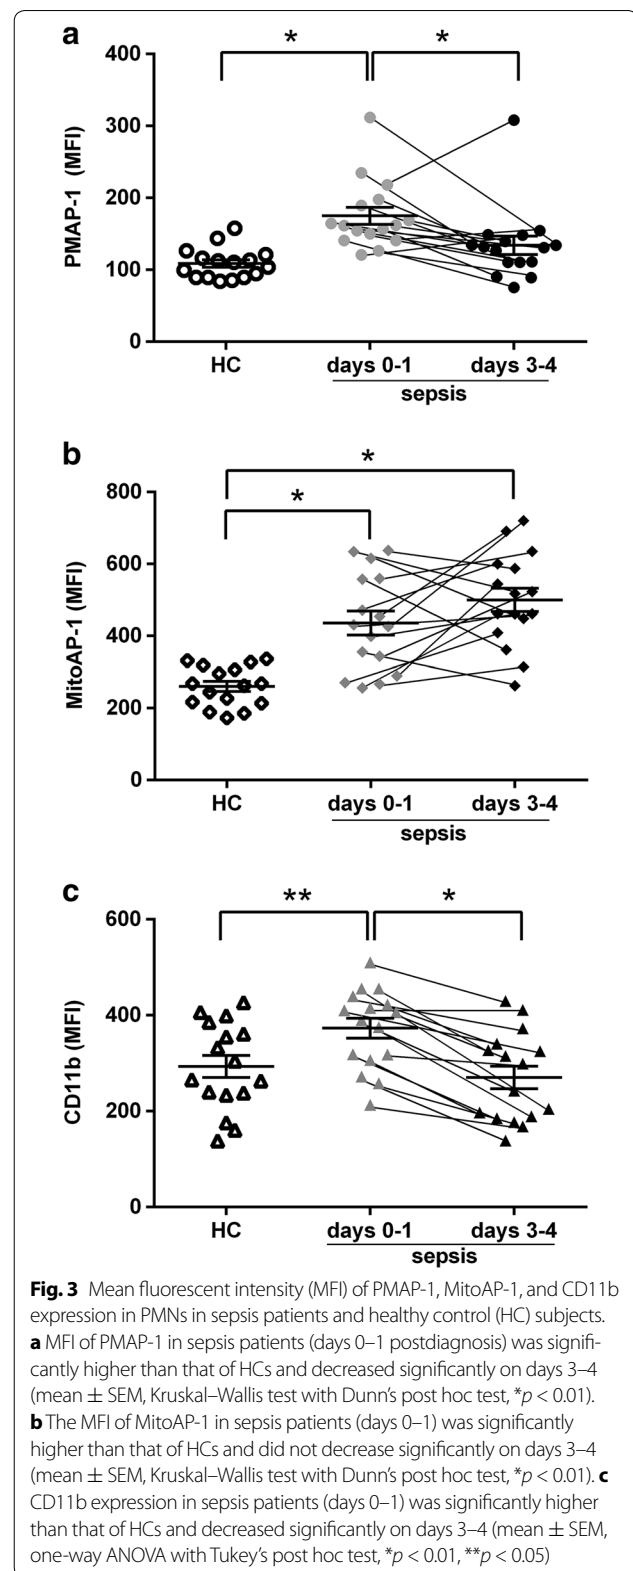 a
*
*
400
300
200
100
0
PMAP-1 (MFI)
HC
days 0-1
days 3-4
sepsis
b
*
*
800
600
400
200
0
MitoAP-1 (MFI)
HC
days 0-1
days 3-4
sepsis
c
**
*
600
400
200
0
CD11b (MFI)
HC
days 0-1
days 3-4
sepsis
Fig. 3 Mean fluorescent intensity (MFI) of PMAP-1, MitoAP-1, and CD11b
expression in PMNs in sepsis patients and healthy control (HC) subjects.
a MFI of PMAP-1 in sepsis patients (days 0–1 postdiagnosis) was signifi-
cantly higher than that of HCs and decreased significantly on days 3–4
(mean ± SEM, Kruskal–Wallis test with Dunn's post hoc test, *p < 0.01).
b The MFI of MitoAP-1 in sepsis patients (days 0–1) was significantly
higher than that of HCs and did not decrease significantly on days 3–4
(mean ± SEM, Kruskal–Wallis test with Dunn's post hoc test, *p < 0.01). c
CD11b expression in sepsis patients (days 0–1) was significantly higher
than that of HCs and decreased significantly on days 3–4 (mean ± SEM,
one-way ANOVA with Tukey's post hoc test, *p < 0.01, **p < 0.05)